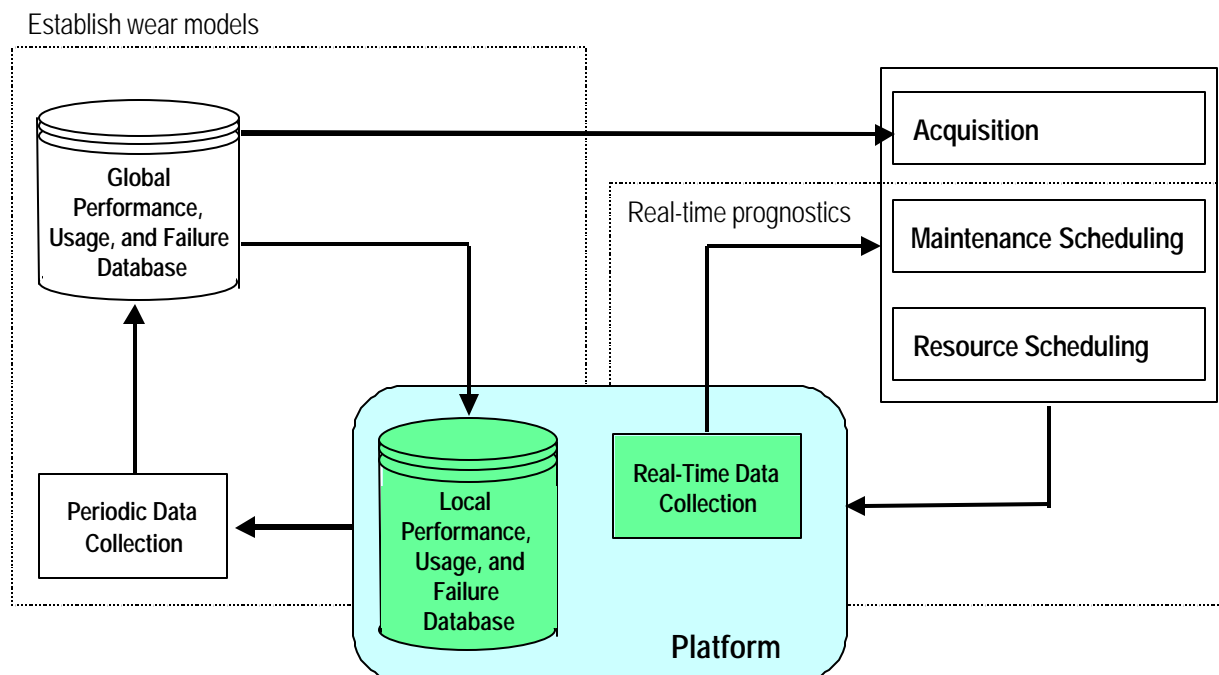 Establish wear models
Acquisition
Global
Performance,
Usage, and Failure
Database
Real-time prognostics
Maintenance Scheduling
Resource Scheduling
Periodic Data
Collection
Local
Performance,
Usage, and
Failure
Database
Real-Time Data
Collection
Platform